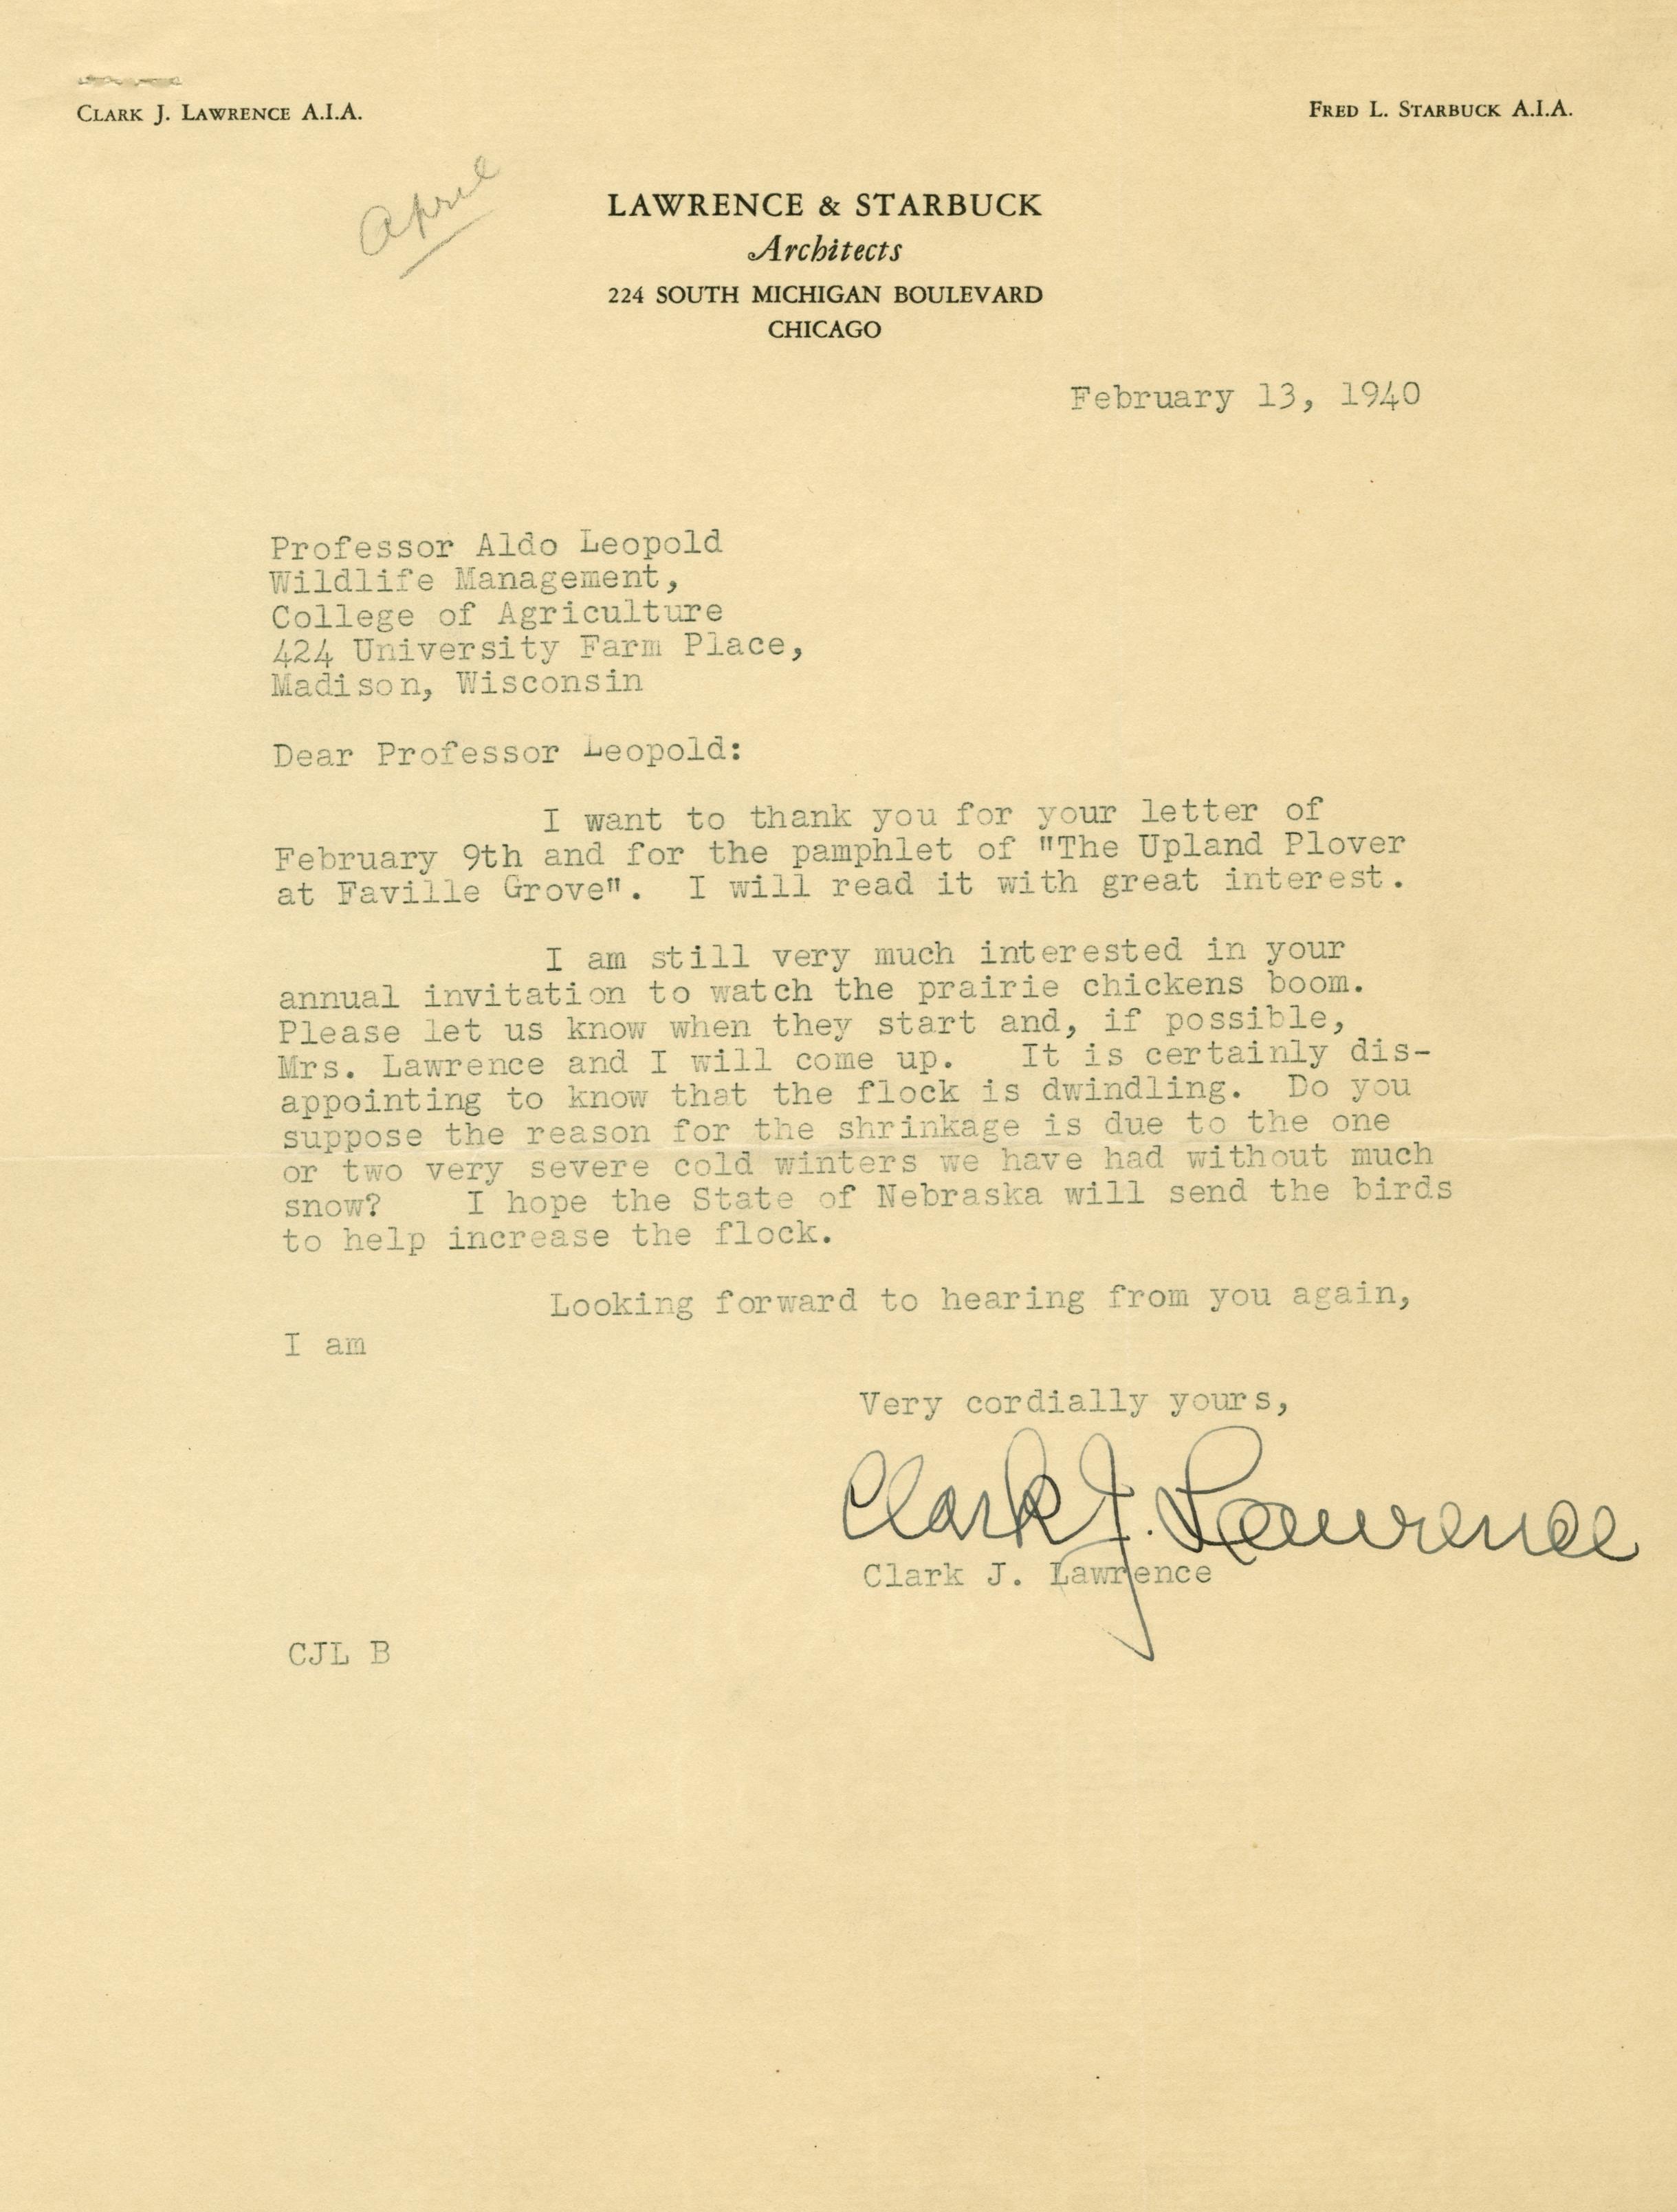 CLARK J. LAWRENCE A.I.A.
FRED L. STARBUCK A.I.A.
April
LAWRENCE & STARBUCK
Architects
224 SOUTH MICHIGAN BOULEVARD
CHICAGO
February 13, 1940
Professor Aldo Leopold
Wildlife Management,
College of Agriculture
424 University Farm Place,
Madison, Wisconsin
Dear Professor Leopold:
I want to thank you for your letter of
February 9th and for the pamphlet of "The Upland Plover
at Faville Grove". I will read it with great interest.
I am still very much interested in your
annual invitation to watch the prairie chickens boom.
Please let us know when they start and, if possible,
Mrs. Lawrence and I will come up. It is certainly dis-
appointing to know that the flock is dwindling. Do you
suppose the reason for the shrinkage is due to the one
or two very severe cold winters we have had without much
snow? I hope the State of Nebraska will send the birds
to help increase the flock.
Looking forward to hearing from you again,
I am
Very cordially yours,
Clark J. Lawrence
Clark J. Lawrence
CJL B